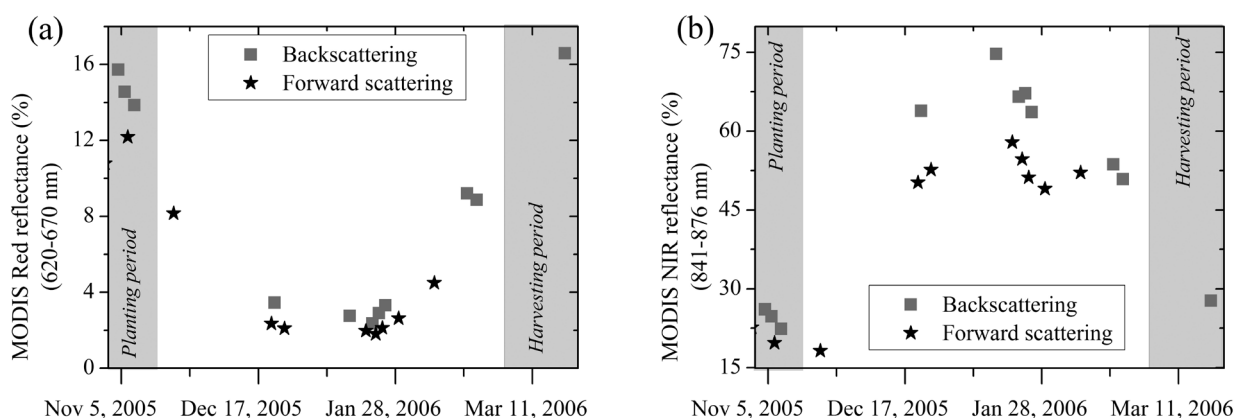 (a)
MODIS Red reflectance (%)
(620-670 nm)
16
12
8
4
0
Planting period
Backscattering
Forward scattering
Harvesting period
Nov 5, 2005 Dec 17, 2005 Jan 28, 2006 Mar 11, 2006
(b)
MODIS NIR reflectance (%)
(841-876 nm)
75
60
45
30
15
Planting period
Harvesting period
Backscattering
Forward scattering
Nov 5, 2005 Dec 17, 2005 Jan 28, 2006 Mar 11, 2006